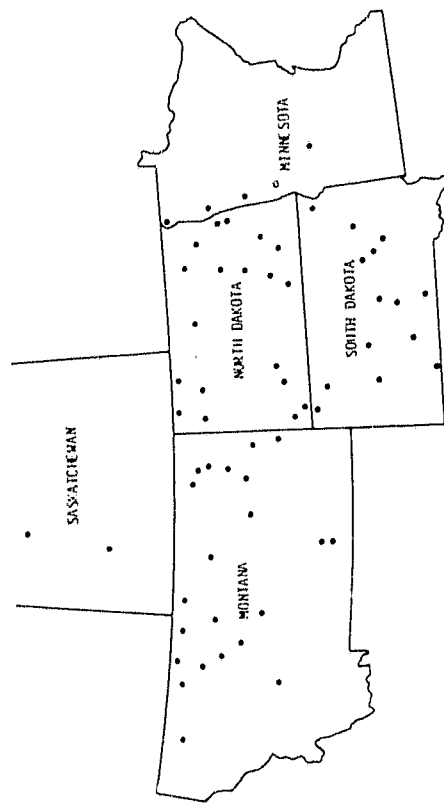 SASKATCHEWAN
MONTANA
NORTH DAKOTA
SOUTH DAKOTA
MINNESOTA